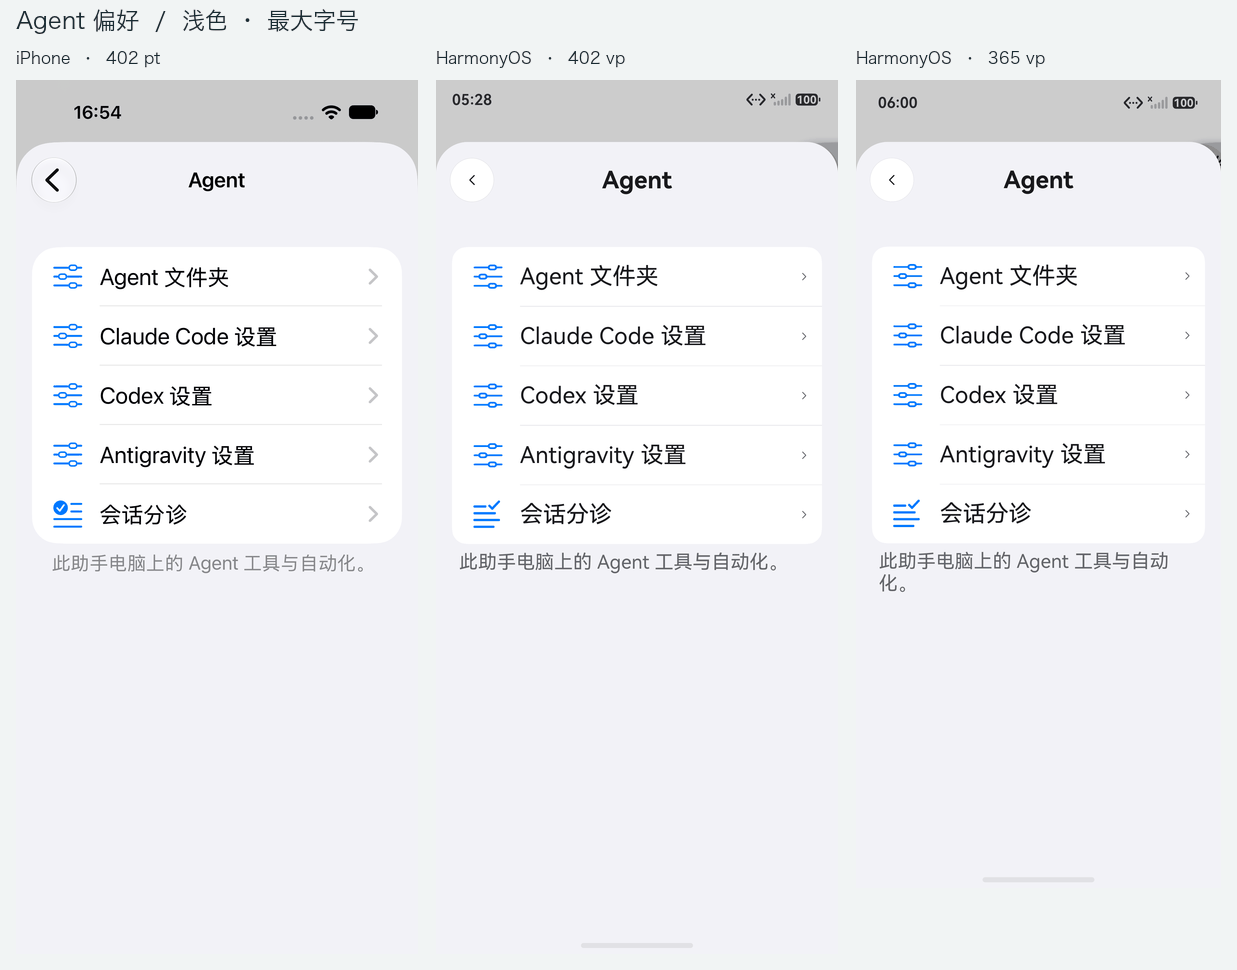 Agent 偏好 / 浅色 · 最大字号
iPhone · 402 pt
16:54
Agent
Agent 文件夹
Claude Code 设置
Codex 设置
Antigravity 设置
会话分诊
此助手电脑上的 Agent 工具与自动化。
HarmonyOS · 402 vp
05:28
100
Agent
Agent 文件夹
Claude Code 设置
Codex 设置
Antigravity 设置
会话分诊
此助手电脑上的 Agent 工具与自动化。
HarmonyOS · 365 vp
06:00
100
Agent
Agent 文件夹
Claude Code 设置
Codex 设置
Antigravity 设置
会话分诊
此助手电脑上的 Agent 工具与自动
化。